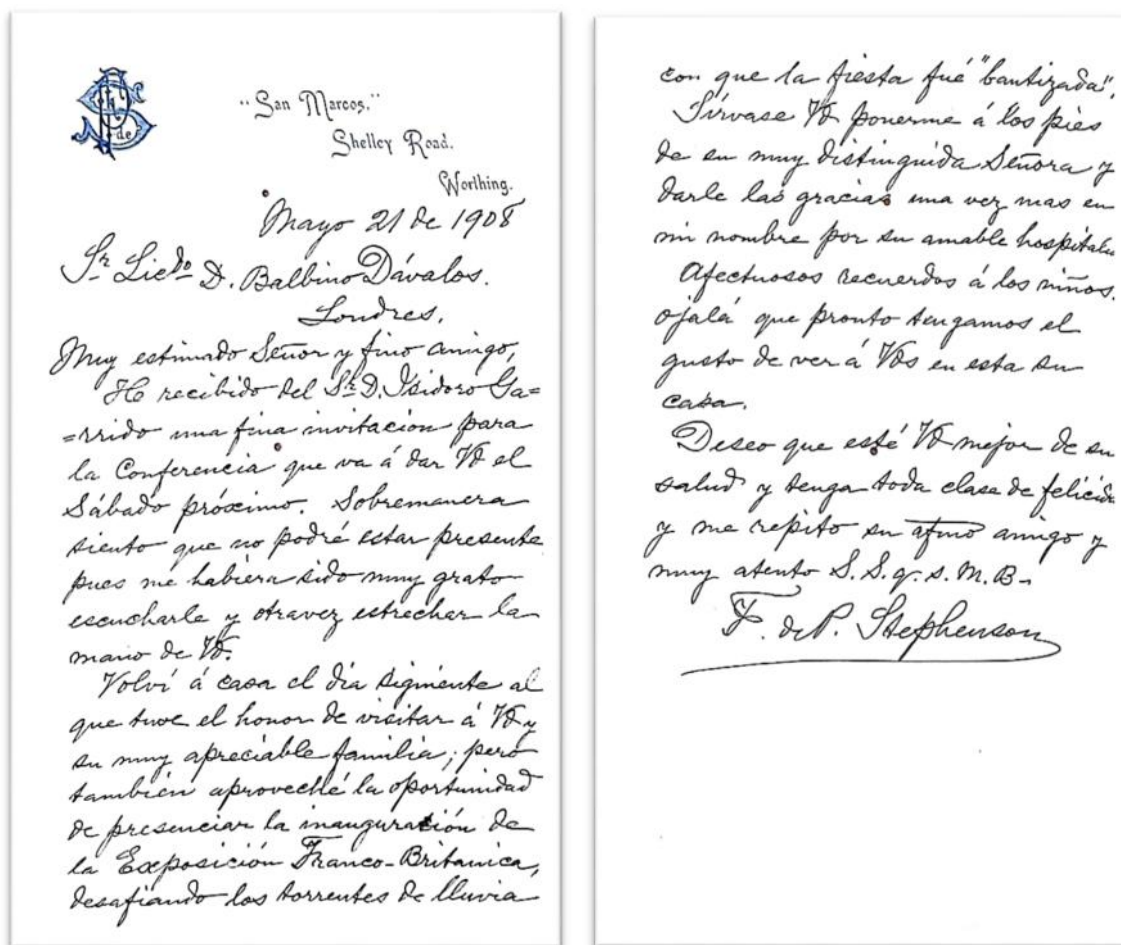 "San Marcos."
Shelley Road.
Worthing.
Mayo 21 de 1908
Sr. Licdo D. Balbino Dávalos.
Londres.
Muy estimado Señor y fino amigo,
He recibido del Sr. D. Isidoro Ga=
=rrido una fina invitación para
la Conferencia que va á dar Vd el
Sábado próximo. Sobremanera
siento que no podré estar presente
pues me habiera sido muy grato
escucharle y otravez estrechar la
mano de Vd.
Volví á casa el día siguiente al
que tuve el honor de visitar á Vd y
su muy apreciable familia; pero
también aproveché la oportunidad
de presenciar la inauguración de
la Exposición Franco-Britanica,
desafiando los torrentes de lluvia
con que la fiesta fué "bautizada",
Sírvase Vd ponerme á los pies
de su muy distinguida Señora y
darle las gracias una vez mas en
mi nombre por su amable hospitali
Afectuosos recuerdos á los niños.
Ojalá que pronto tengamos el
gusto de ver á Vds en esta su
casa.
Deseo que esté Vd mejor de su
salud y tenga toda clase de felicida
y me repito su afmo amigo y
muy atento S. S. q. s. M. B.
F. de P. Stephenson